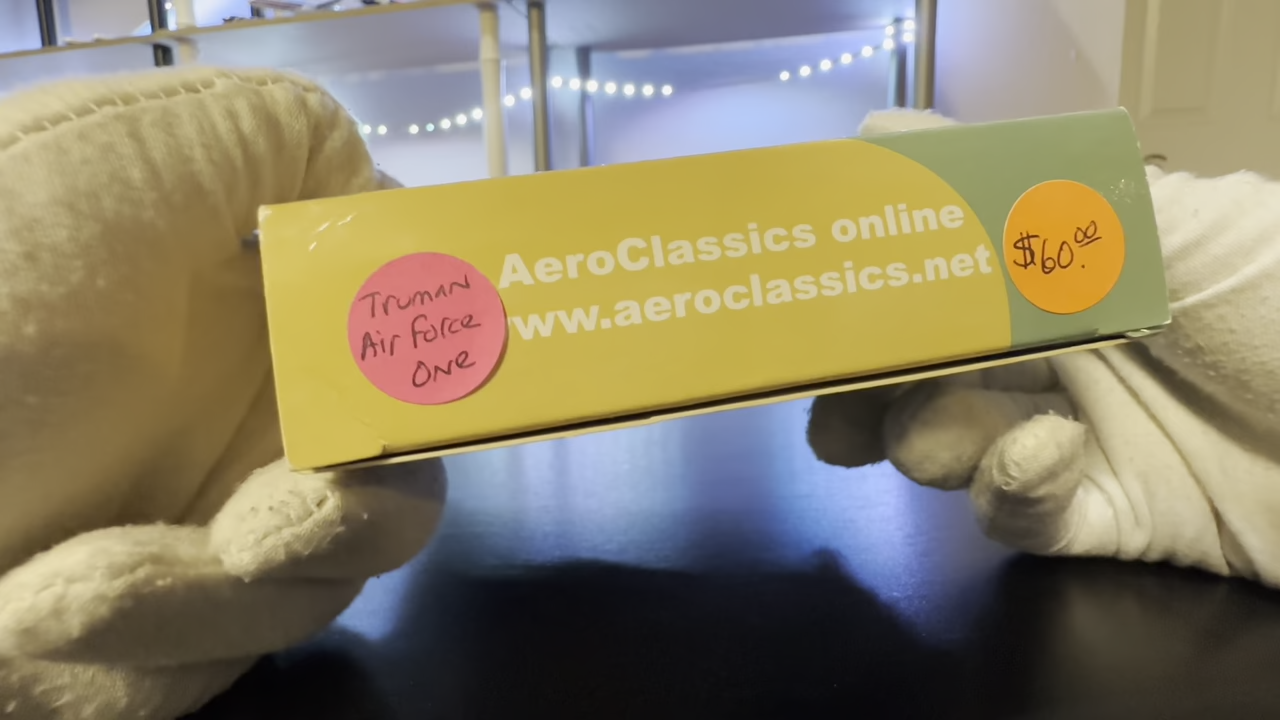 Truman
Air Force
One
AeroClassics online
www.aeroclassics.net
$60.00